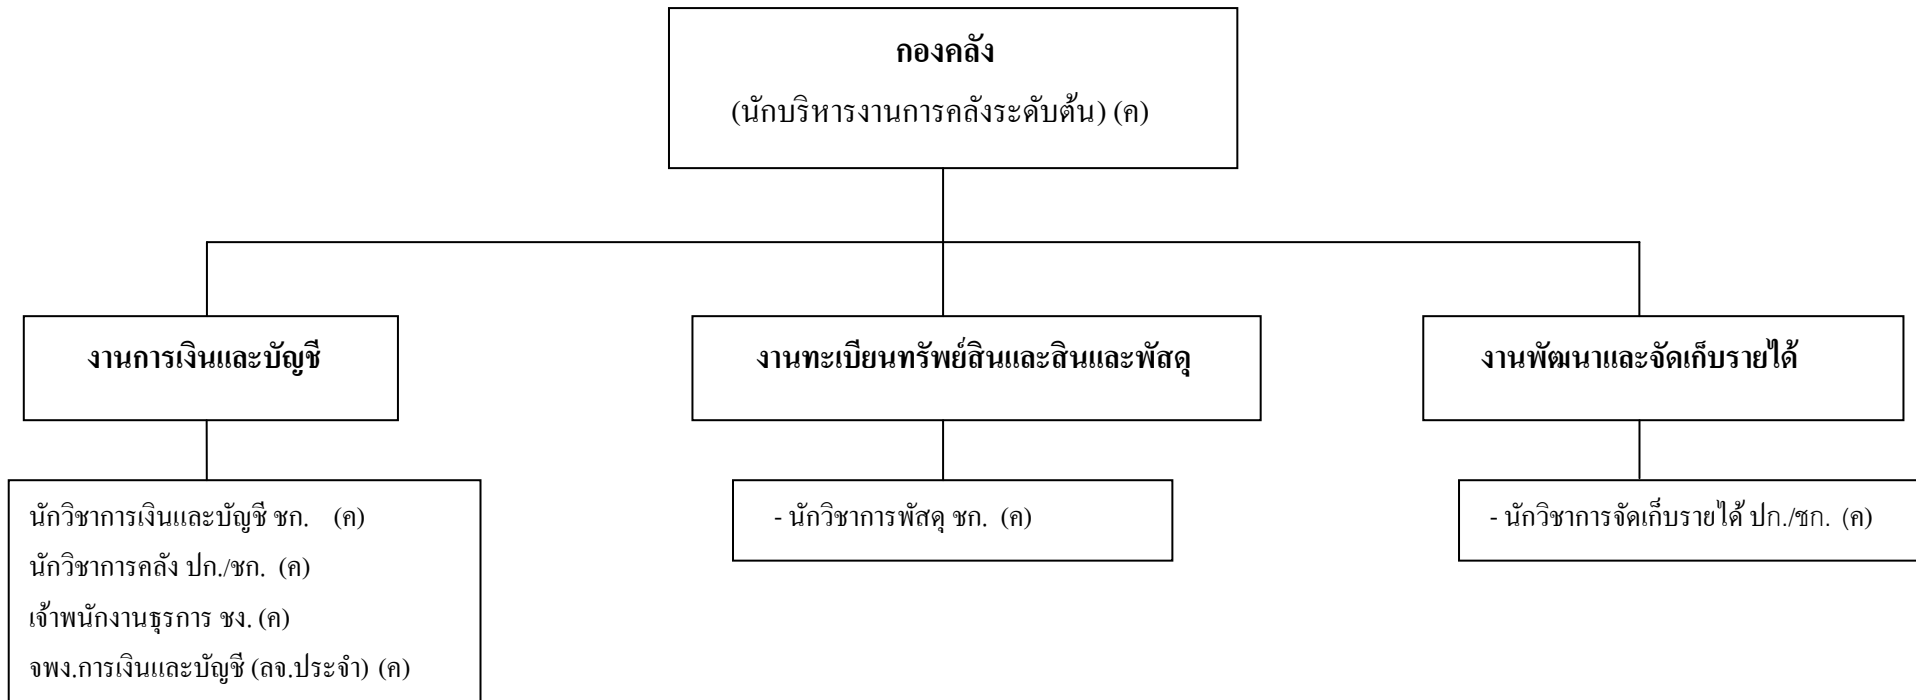 กองคลัง
(นักบริหารงานการคลังระดับต้น) (ค)
งานการเงินและบัญชี
งานทะเบียนทรัพย์สินและสินและพัสดุ
งานพัฒนาและจัดเก็บรายได้
นักวิชาการเงินและบัญชี ชก. (ค)
นักวิชาการคลัง ปก./ชก. (ค)
เจ้าพนักงานธุรการ ชง. (ค)
จพง.การเงินและบัญชี (ลจ.ประจำ) (ค)
- นักวิชาการพัสดุ ชก. (ค)
- นักวิชาการจัดเก็บรายได้ ปก./ชก. (ค)